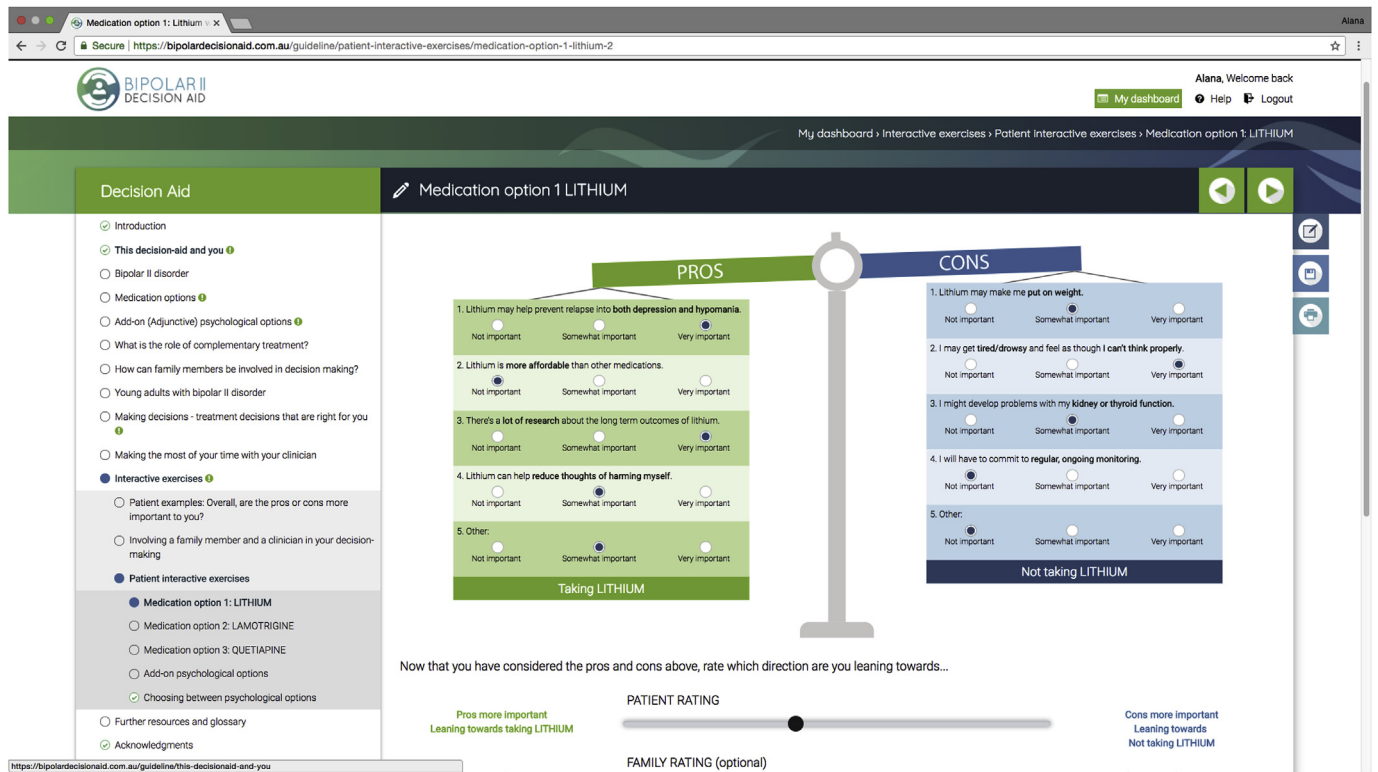 Medication option 1: Lithium
Alana
Secure | https://bipolardecisionaid.com.au/guideline/patient-interactive-exercises/medication-option-1-lithium-2
BIPOLAR II
DECISION AID
Alana, Welcome back
My dashboard
Help
Logout
My dashboard › Interactive exercises › Patient Interactive exercises › Medication option 1: LITHIUM
Decision Aid
Introduction
This decision-aid and you
Bipolar II disorder
Medication options
Add-on (Adjunctive) psychological options
What is the role of complementary treatment?
How can family members be involved in decision making?
Young adults with bipolar II disorder
Making decisions - treatment decisions that are right for you
Making the most of your time with your clinician
Interactive exercises
Patient examples: Overall, are the pros or cons more
important to you?
Involving a family member and a clinician in your decision-
making
Patient interactive exercises
Medication option 1: LITHIUM
Medication option 2: LAMOTRIGINE
Medication option 3: QUETIAPINE
Add-on psychological options
Choosing between psychological options
Further resources and glossary
Acknowledgments
https://bipolardecisionaid.com.au/guideline/this-decisionaid-and-you
Medication option 1 LITHIUM
PROS
1. Lithium may help prevent relapse into both depression and hypomania.
Not important Somewhat important Very important
2. Lithium is more affordable than other medications.
Not important Somewhat important Very important
3. There's a lot of research about the long term outcomes of lithium.
Not important Somewhat important Very important
4. Lithium can help reduce thoughts of harming myself.
Not important Somewhat important Very important
5. Other:
Not important Somewhat important Very important
Taking LITHIUM
CONS
1. Lithium may make me put on weight.
Not important Somewhat important Very important
2. I may get tired/drowsy and feel as though I can't think properly.
Not important Somewhat important Very important
3. I might develop problems with my kidney or thyroid function.
Not important Somewhat important Very important
4. I will have to commit to regular, ongoing monitoring.
Not important Somewhat important Very important
5. Other:
Not important Somewhat important Very important
Not taking LITHIUM
Now that you have considered the pros and cons above, rate which direction are you leaning towards...
PATIENT RATING
Pros more important
Leaning towards taking LITHIUM
Cons more important
Leaning towards
Not taking LITHIUM
FAMILY RATING (optional)